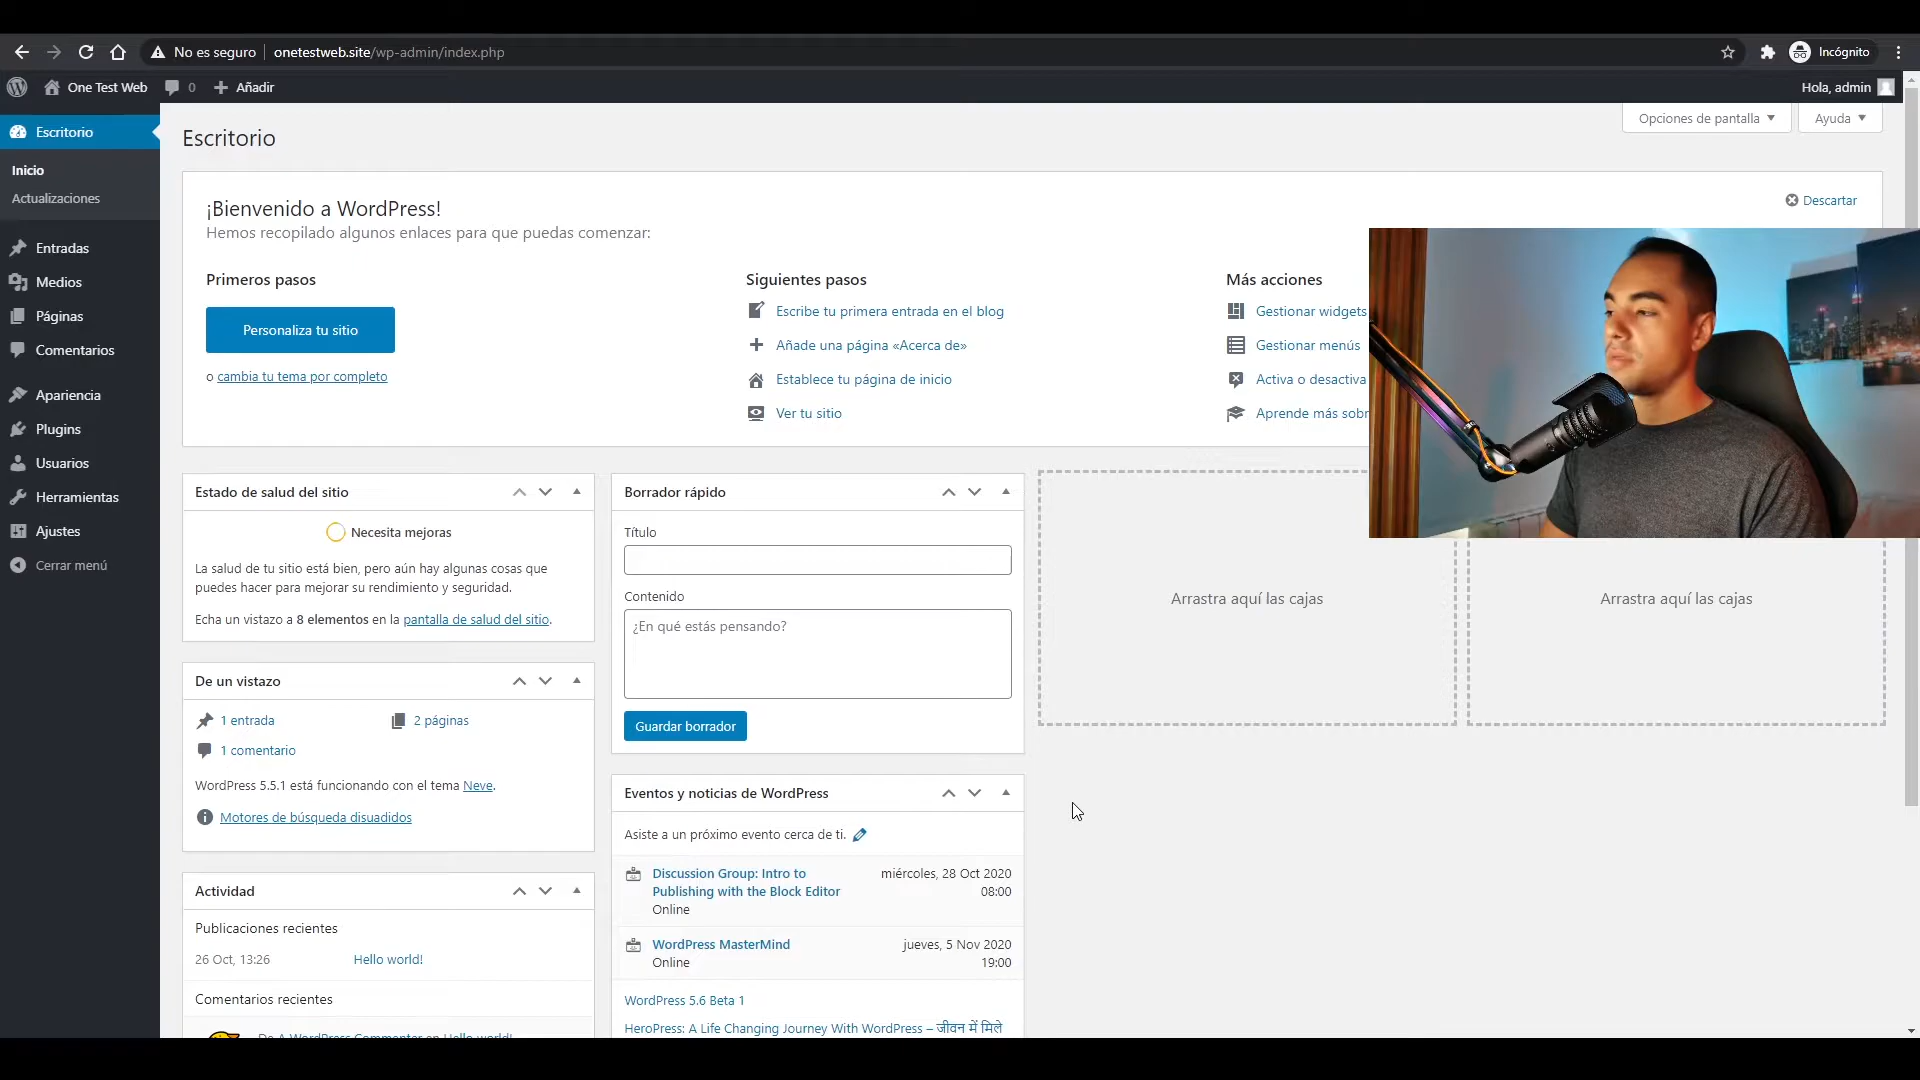 No es seguro
onetestweb.site/wp-admin/index.php
Incógnito
One Test Web
0
Añadir
Hola, admin
Escritorio
Inicio
Actualizaciones
Entradas
Medios
Páginas
Comentarios
Apariencia
Plugins
Usuarios
Herramientas
Ajustes
Cerrar menú
Escritorio
Opciones de pantalla
Ayuda
¡Bienvenido a WordPress!
Descartar
Hemos recopilado algunos enlaces para que puedas comenzar:
Primeros pasos
Personaliza tu sitio
o cambia tu tema por completo
Siguientes pasos
Escribe tu primera entrada en el blog
Añade una página «Acerca de»
Establece tu página de inicio
Ver tu sitio
Más acciones
Gestionar widgets
Gestionar menús
Activa o desactiva
Aprende más sobr
Estado de salud del sitio
Necesita mejoras
La salud de tu sitio está bien, pero aún hay algunas cosas que
puedes hacer para mejorar su rendimiento y seguridad.
Echa un vistazo a 8 elementos en la pantalla de salud del sitio.
De un vistazo
1 entrada
2 páginas
1 comentario
WordPress 5.5.1 está funcionando con el tema Neve.
Motores de búsqueda disuadidos
Actividad
Publicaciones recientes
26 Oct, 13:26
Hello world!
Comentarios recientes
De A WordPress Commenter en Hello world!
Borrador rápido
Título
Contenido
¿En qué estás pensando?
Guardar borrador
Eventos y noticias de WordPress
Asiste a un próximo evento cerca de ti.
Discussion Group: Intro to
Publishing with the Block Editor
Online
miércoles, 28 Oct 2020
08:00
WordPress MasterMind
Online
jueves, 5 Nov 2020
19:00
WordPress 5.6 Beta 1
HeroPress: A Life Changing Journey With WordPress – जीवन में मिले
Arrastra aquí las cajas
Arrastra aquí las cajas